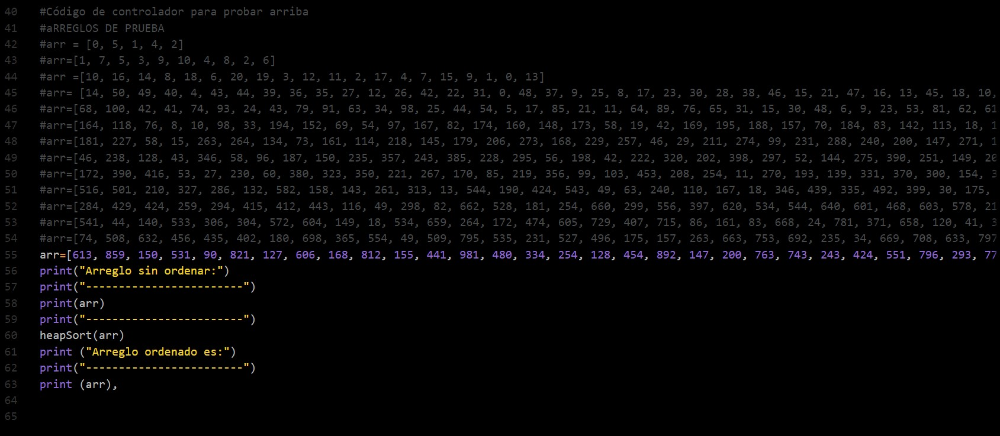 40 #Código de controlador para probar arriba
41 #aRREGLOS DE PRUEBA
42 #arr = [0, 5, 1, 4, 2]
43 #arr=[1, 7, 5, 3, 9, 10, 4, 8, 2, 6]
44 #arr =[10, 16, 14, 8, 18, 6, 20, 19, 3, 12, 11, 2, 17, 4, 7, 15, 9, 1, 0, 13]
45 #arr= [14, 50, 49, 40, 4, 43, 44, 39, 36, 35, 27, 12, 26, 42, 22, 31, 0, 48, 37, 9, 25, 8, 17, 23, 30, 28, 38, 46, 15, 21, 47, 16, 13, 45, 18, 10,
46 #arr=[68, 100, 42, 41, 74, 93, 24, 43, 79, 91, 63, 34, 98, 25, 44, 54, 5, 17, 85, 21, 11, 64, 89, 76, 65, 31, 15, 30, 48, 6, 9, 23, 53, 81, 62, 61
47 #arr=[164, 118, 76, 8, 10, 98, 33, 194, 152, 69, 54, 97, 167, 82, 174, 160, 148, 173, 58, 19, 42, 169, 195, 188, 157, 70, 184, 83, 142, 113, 18, 1
48 #arr=[181, 227, 58, 15, 263, 264, 134, 73, 161, 114, 218, 145, 179, 206, 273, 168, 229, 257, 46, 29, 211, 274, 99, 231, 288, 240, 200, 147, 271, 1
49 #arr=[46, 238, 128, 43, 346, 58, 96, 187, 150, 235, 357, 243, 385, 228, 295, 56, 198, 42, 222, 320, 202, 398, 297, 52, 144, 275, 390, 251, 149, 20
50 #arr=[172, 390, 416, 53, 27, 230, 60, 380, 323, 350, 221, 267, 170, 85, 219, 356, 99, 103, 453, 208, 254, 11, 270, 193, 139, 331, 370, 300, 154, 3
51 #arr=[516, 501, 210, 327, 286, 132, 582, 158, 143, 261, 313, 13, 544, 190, 424, 543, 49, 63, 240, 110, 167, 18, 346, 439, 335, 492, 399, 30, 175,
52 #arr=[284, 429, 424, 259, 294, 415, 412, 443, 116, 49, 298, 82, 662, 528, 181, 254, 660, 299, 556, 397, 620, 534, 544, 640, 601, 468, 603, 578, 21
53 #arr=[541, 44, 140, 533, 306, 304, 572, 604, 149, 18, 534, 659, 264, 172, 474, 605, 729, 407, 715, 86, 161, 83, 668, 24, 781, 371, 658, 120, 41, 3
54 #arr=[74, 508, 632, 456, 435, 402, 180, 698, 365, 554, 49, 509, 795, 535, 231, 527, 496, 175, 157, 263, 663, 753, 692, 235, 34, 669, 708, 633, 797
55 arr=[613, 859, 150, 531, 90, 821, 127, 606, 168, 812, 155, 441, 981, 480, 334, 254, 128, 454, 892, 147, 200, 763, 743, 243, 424, 551, 796, 293, 77
56 print("Arreglo sin ordenar:")
57 print("------------------------")
58 print(arr)
59 print("------------------------")
60 heapSort(arr)
61 print ("Arreglo ordenado es:")
62 print("------------------------")
63 print (arr),
64
65